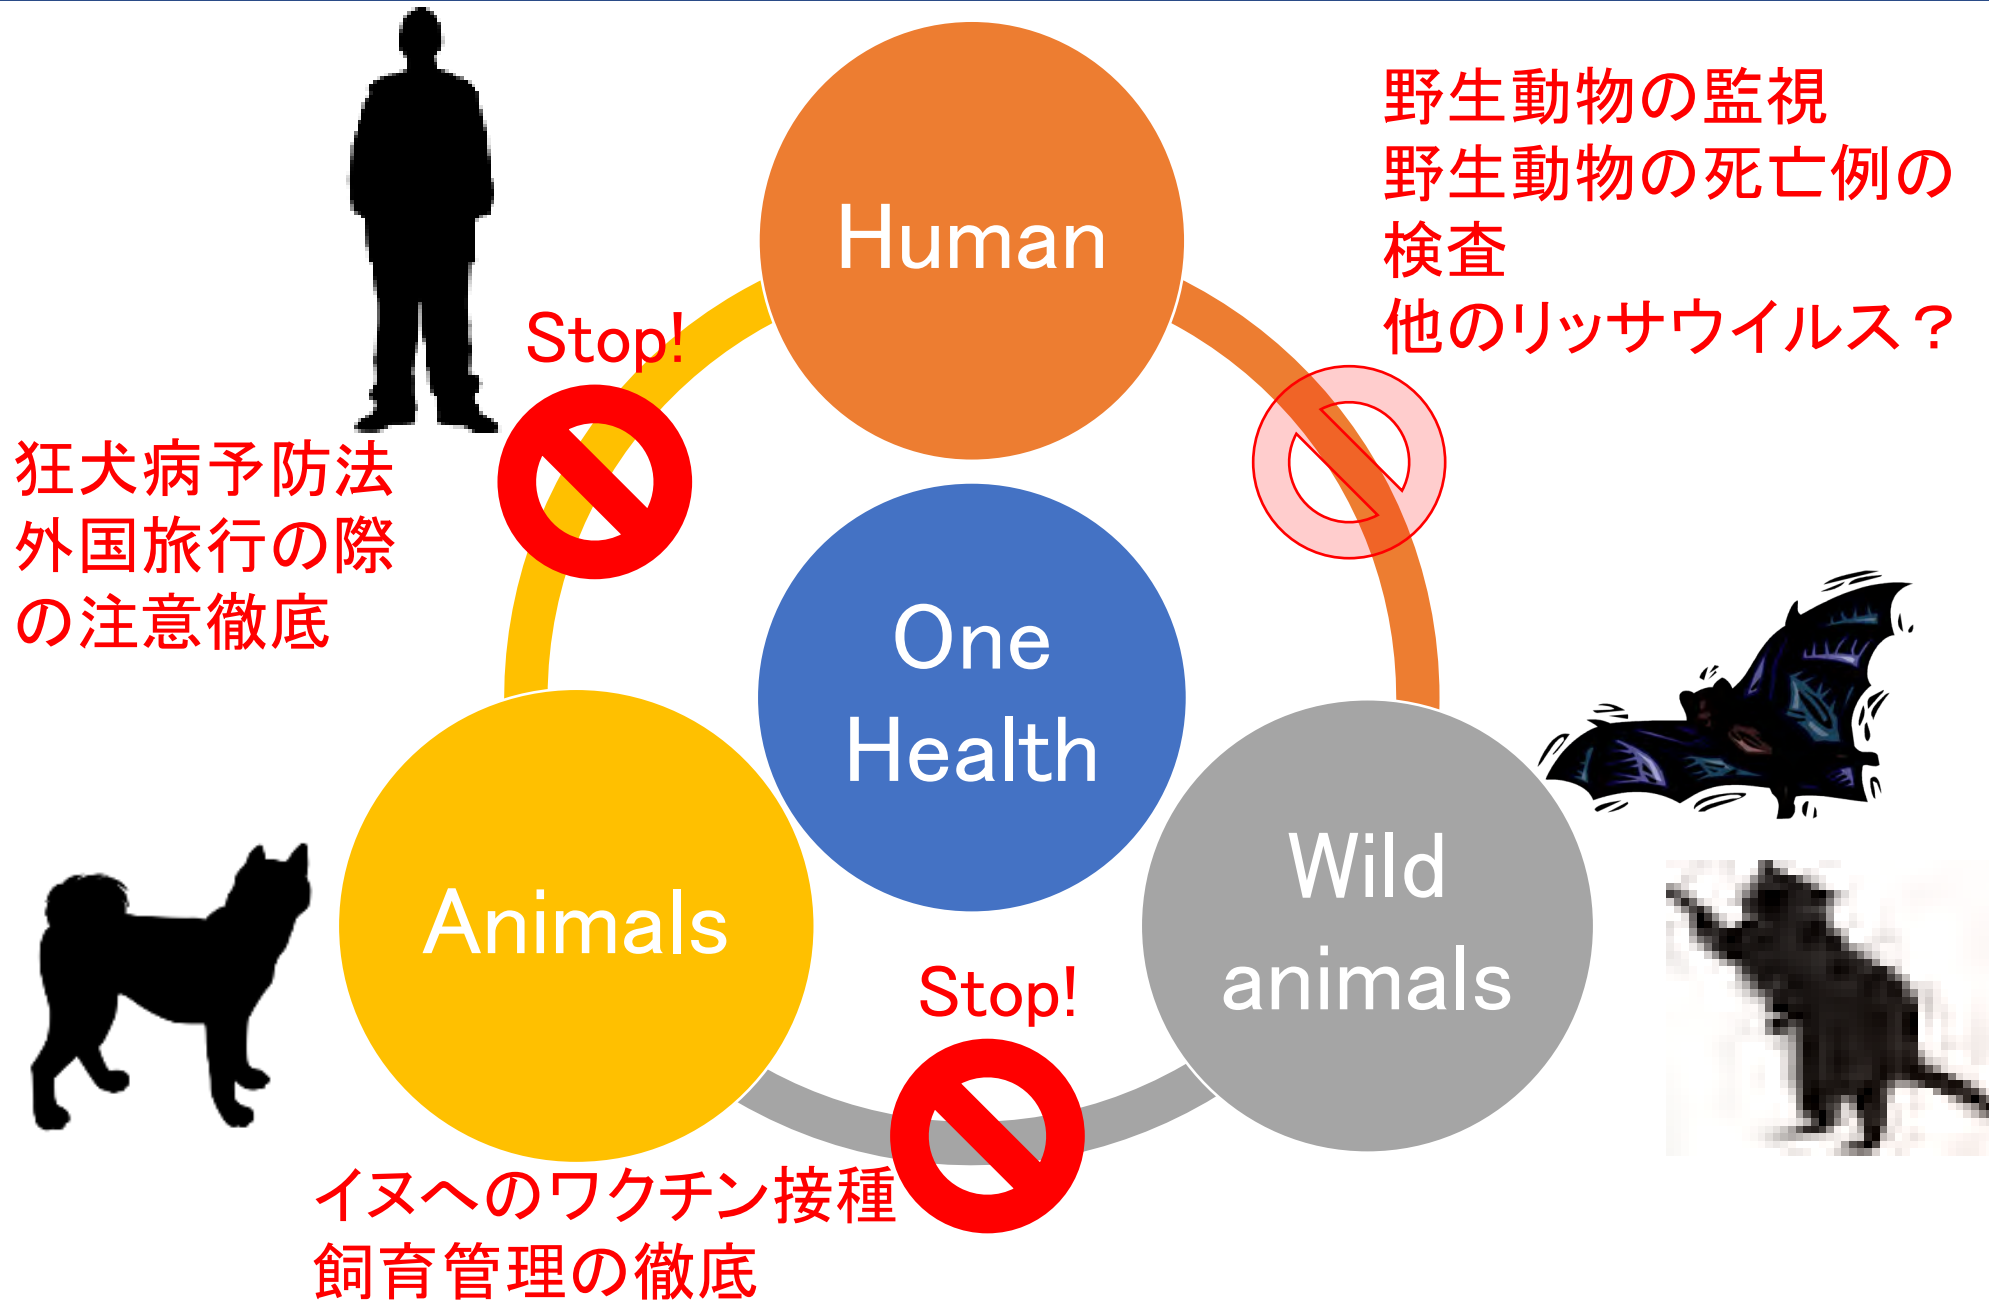 Human
野生動物の監視
野生動物の死亡例の
検査
他のリッサウイルス？
Stop!
狂犬病予防法
外国旅行の際
の注意徹底
One
Health
Animals
Wild
animals
Stop!
イヌへのワクチン接種
飼育管理の徹底